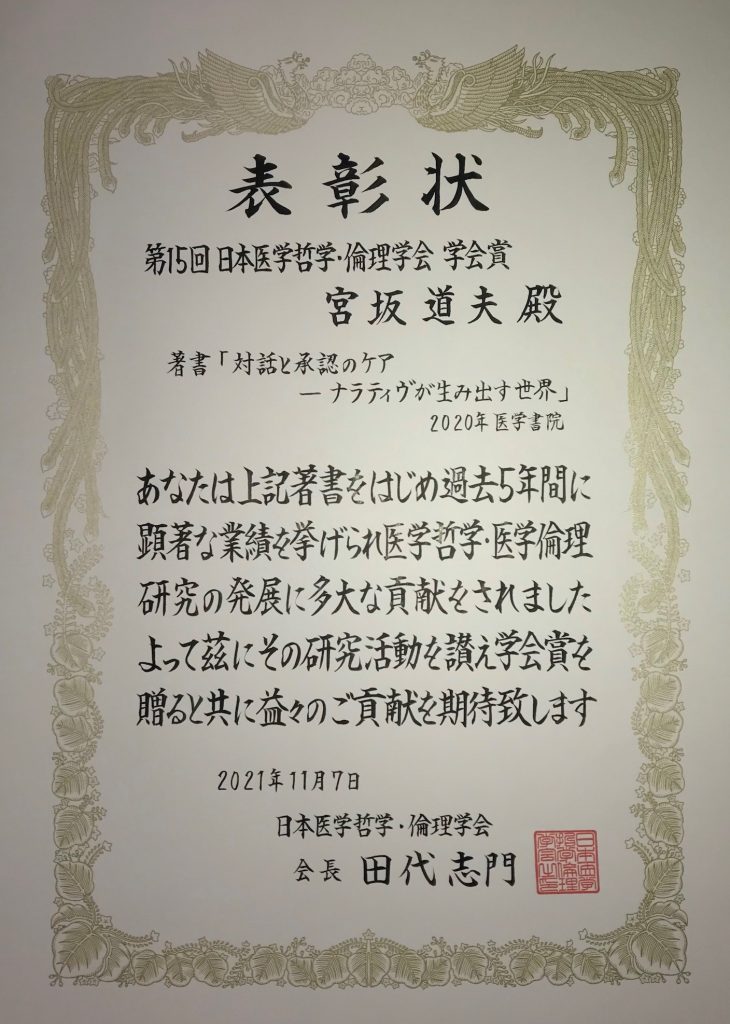 表彰状
第15回 日本医学哲学・倫理学会 学会賞
宮坂道夫 殿
著書「対話と承認のケア
ーナラティヴが生み出す世界」
2020年 医学書院
あなたは上記著書をはじめ過去5年間に
顕著な業績を挙げられ医学哲学・医学倫理
研究の発展に多大な貢献をされました
よって茲にその研究活動を讃え学会賞を
贈ると共に益々のご貢献を期待致します
2021年11月7日
日本医学哲学・倫理学会
会長 田代志門